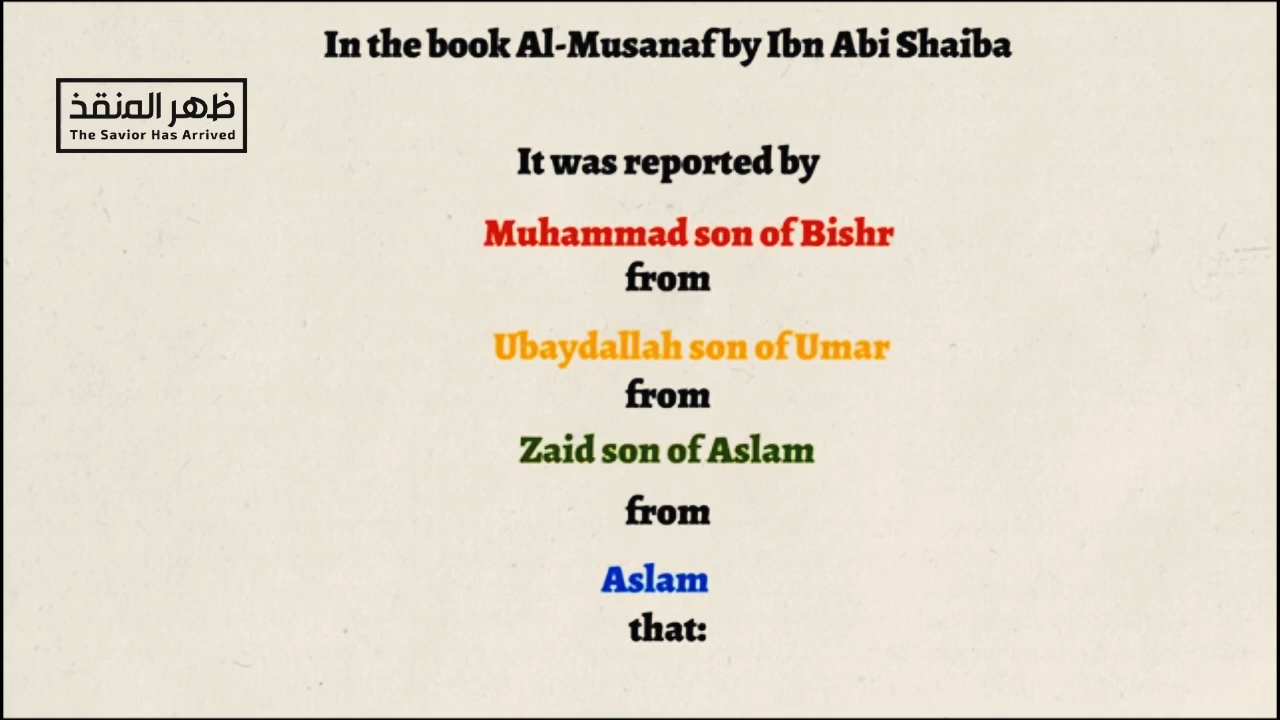 In the book Al-Musanaf by Ibn Abi Shaiba
ظهر المنقذ
The Savior Has Arrived
It was reported by
Muhammad son of Bishr
from
Ubaydallah son of Umar
from
Zaid son of Aslam
from
Aslam
that: